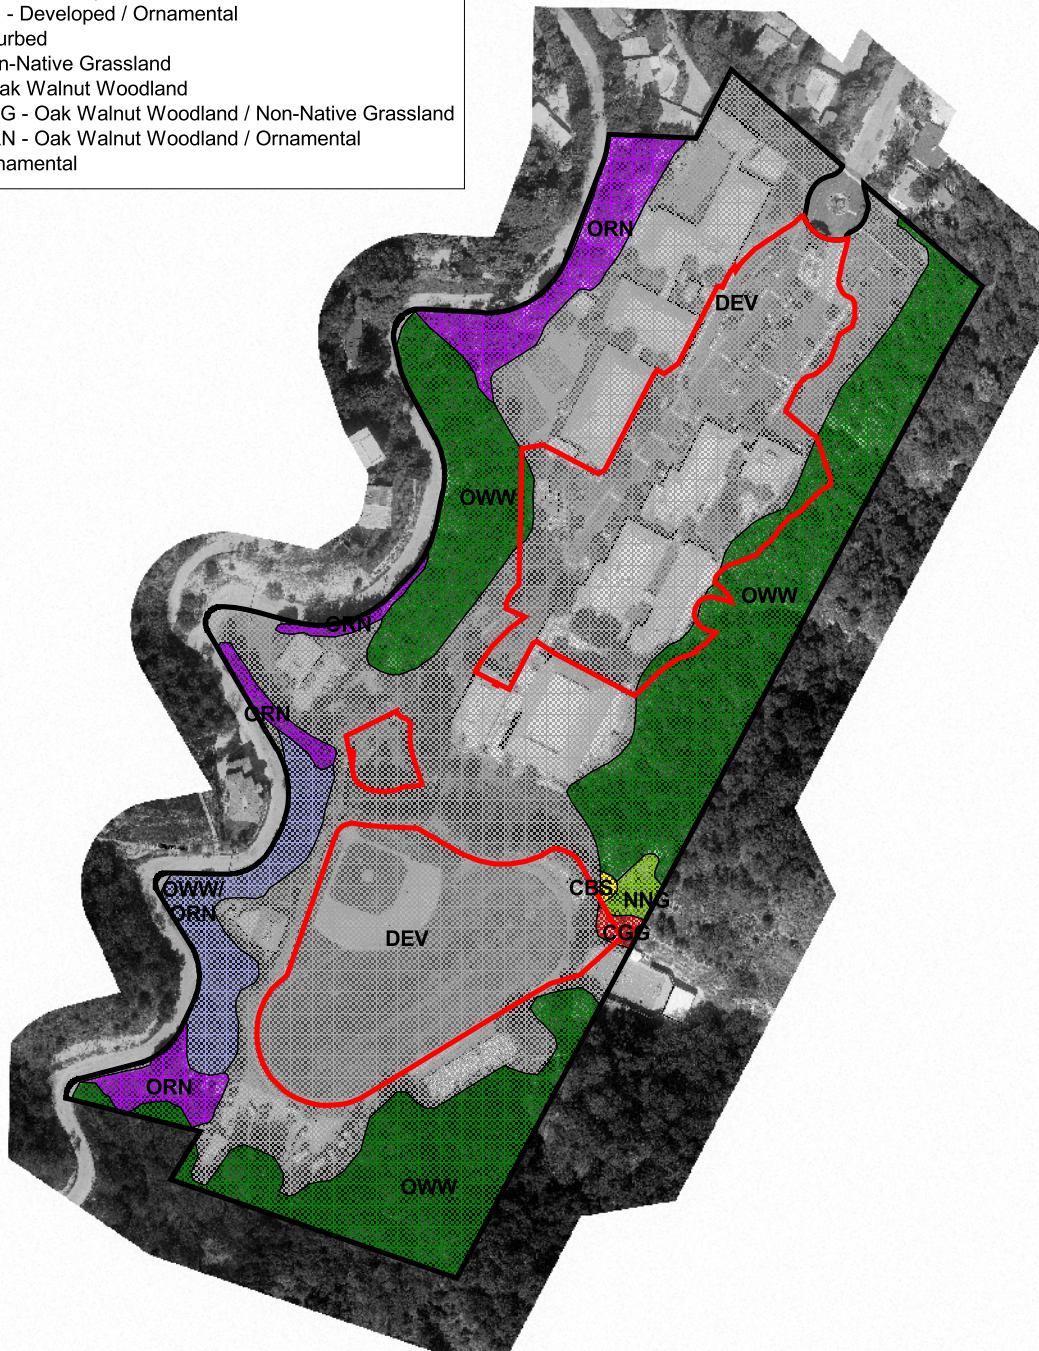 - Developed / Ornamental
urbed
n-Native Grassland
ak Walnut Woodland
G - Oak Walnut Woodland / Non-Native Grassland
N - Oak Walnut Woodland / Ornamental
namental
ORN
DEV
OWW
OWW
ORN
ORN
OWW/
ORN
CBS
NNG
CGG
DEV
ORN
OWW